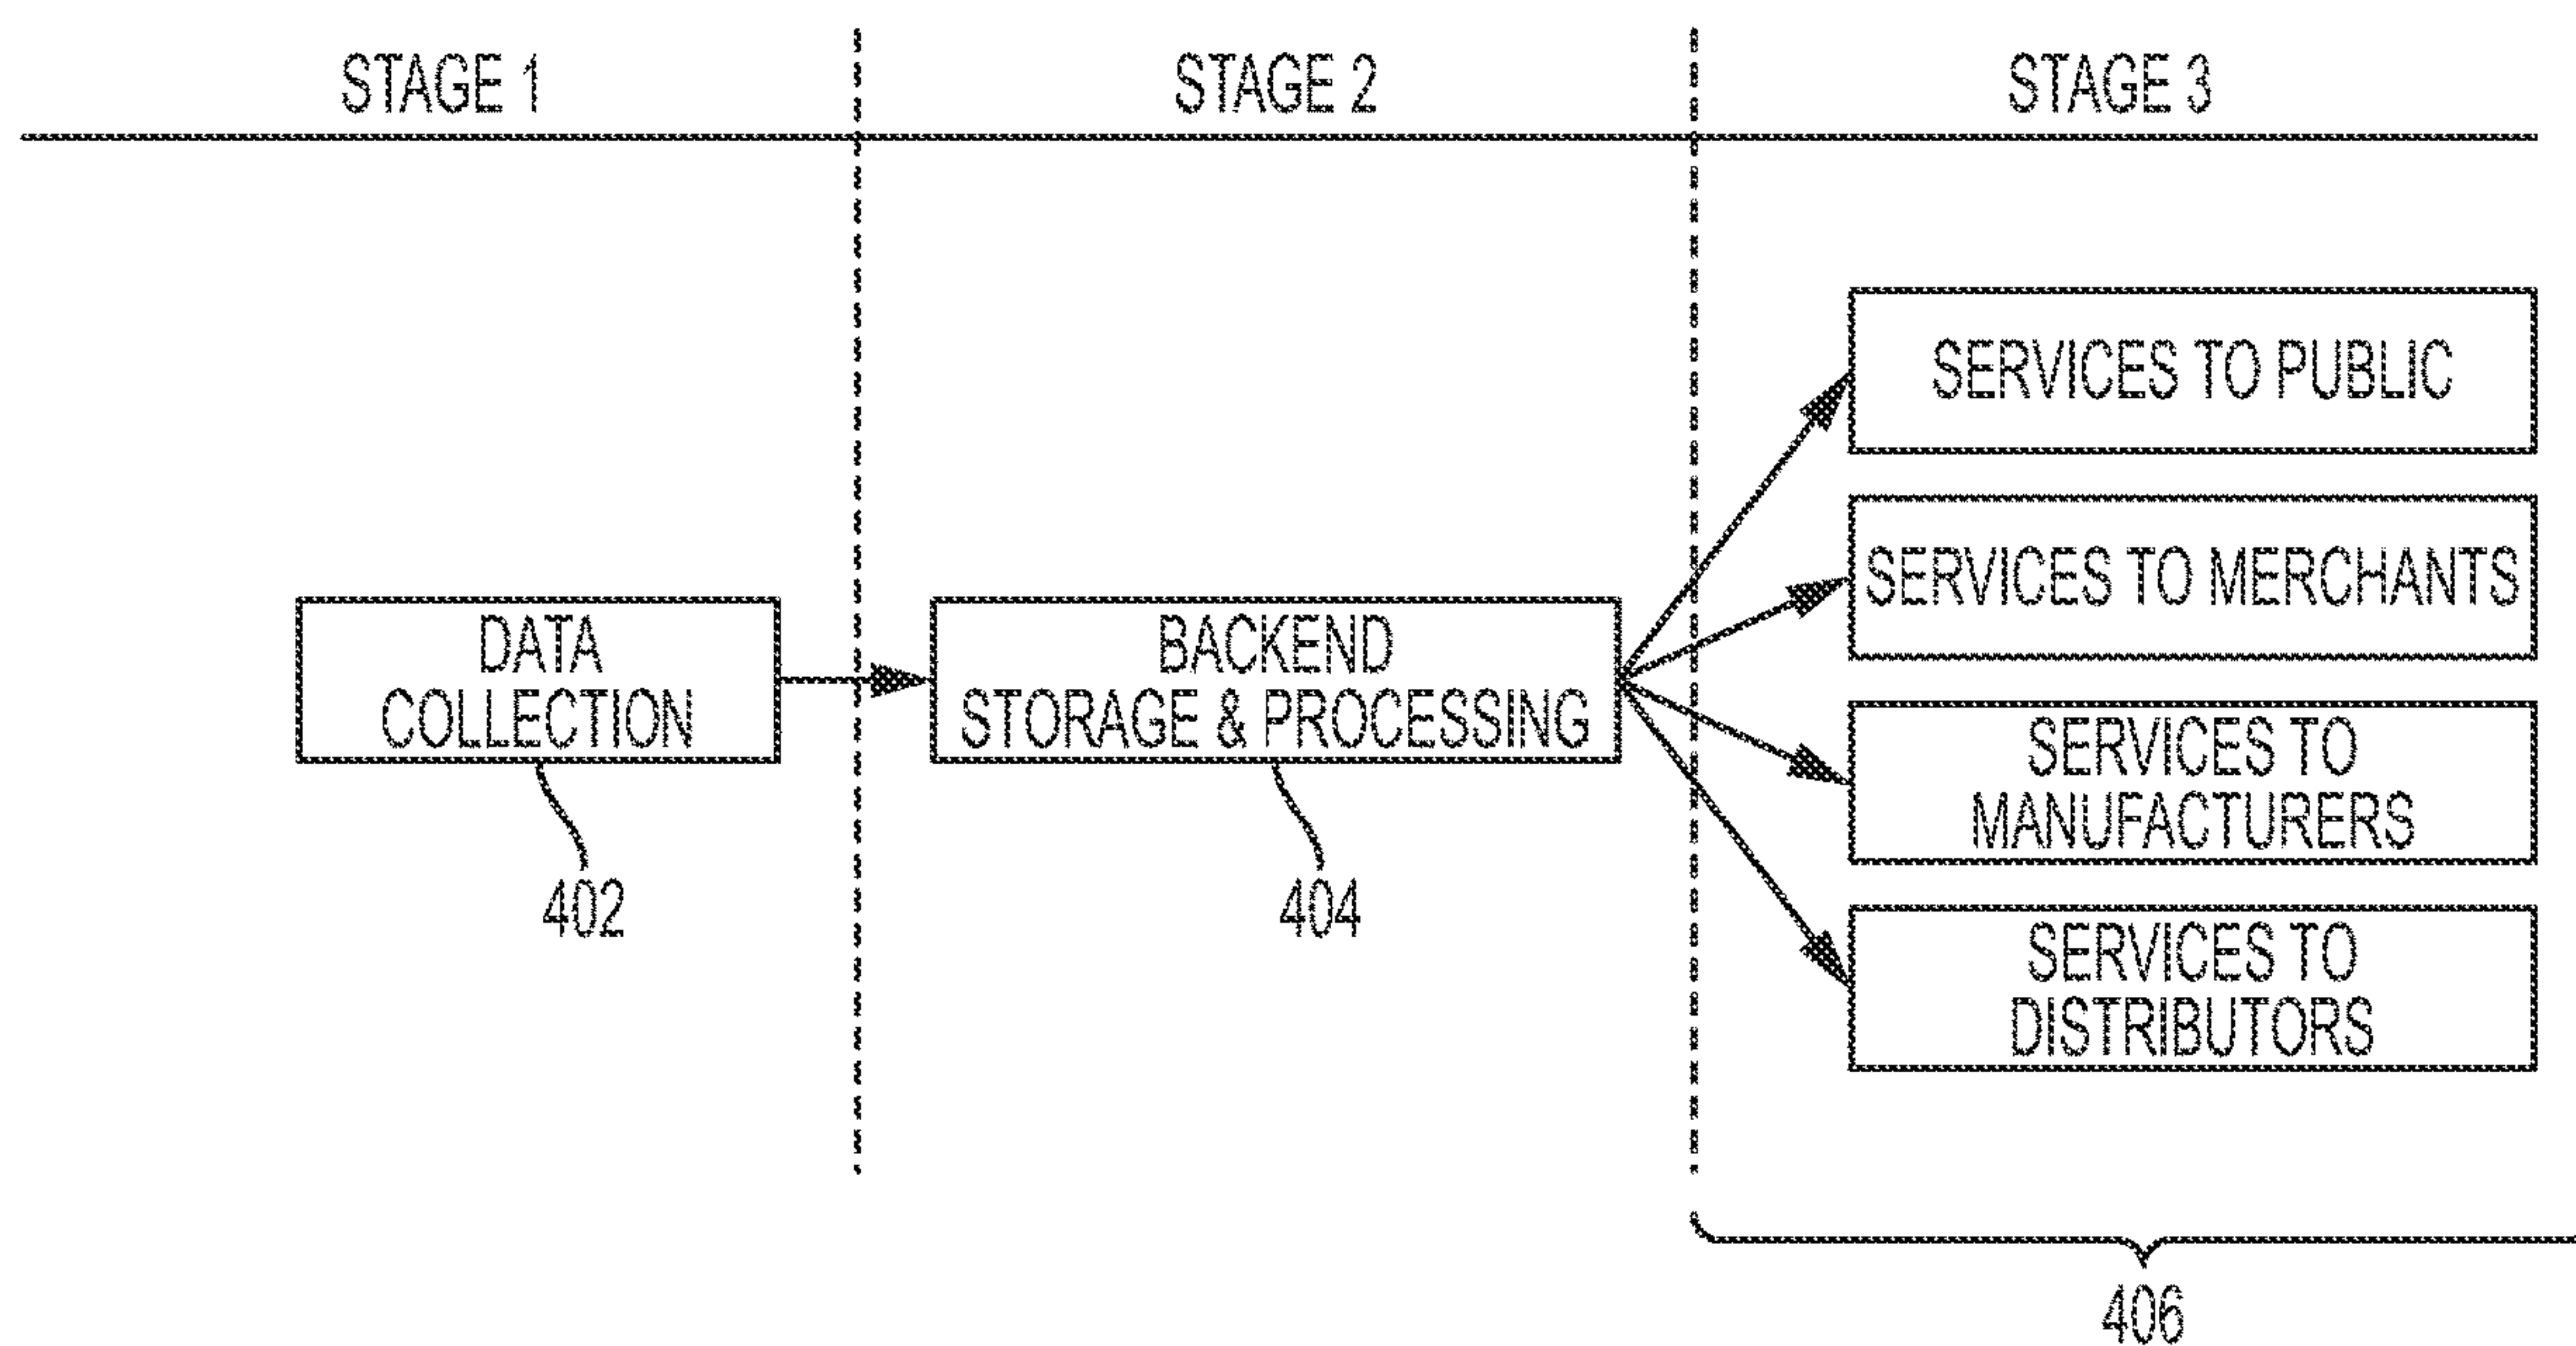 STAGE 1
STAGE 2
STAGE 3
DATA
COLLECTION
402
BACKEND
STORAGE & PROCESSING
404
SERVICES TO PUBLIC
SERVICES TO MERCHANTS
SERVICES TO
MANUFACTURERS
SERVICES TO
DISTRIBUTORS
406